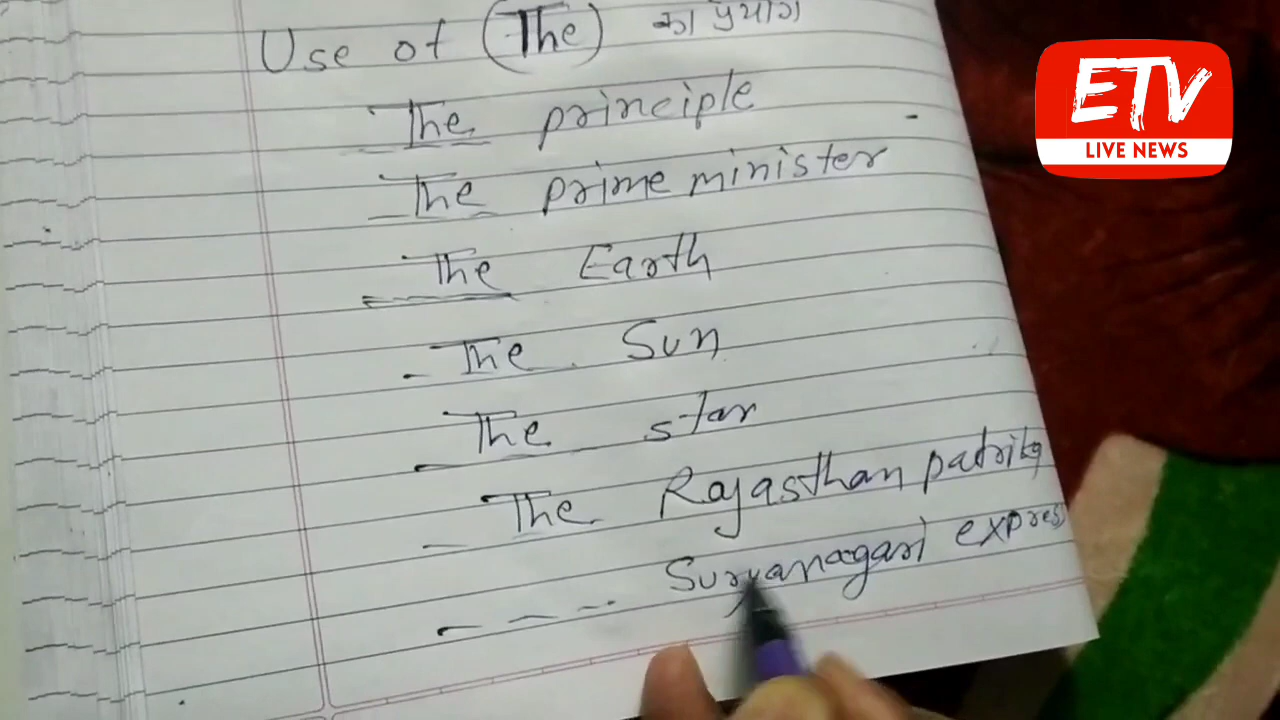 Use of (The) का प्रयोग
The principle
The prime minister
The Earth
The Sun
The star
The Rajasthan patrika
Suryanagari expres
ETV
LIVE NEWS